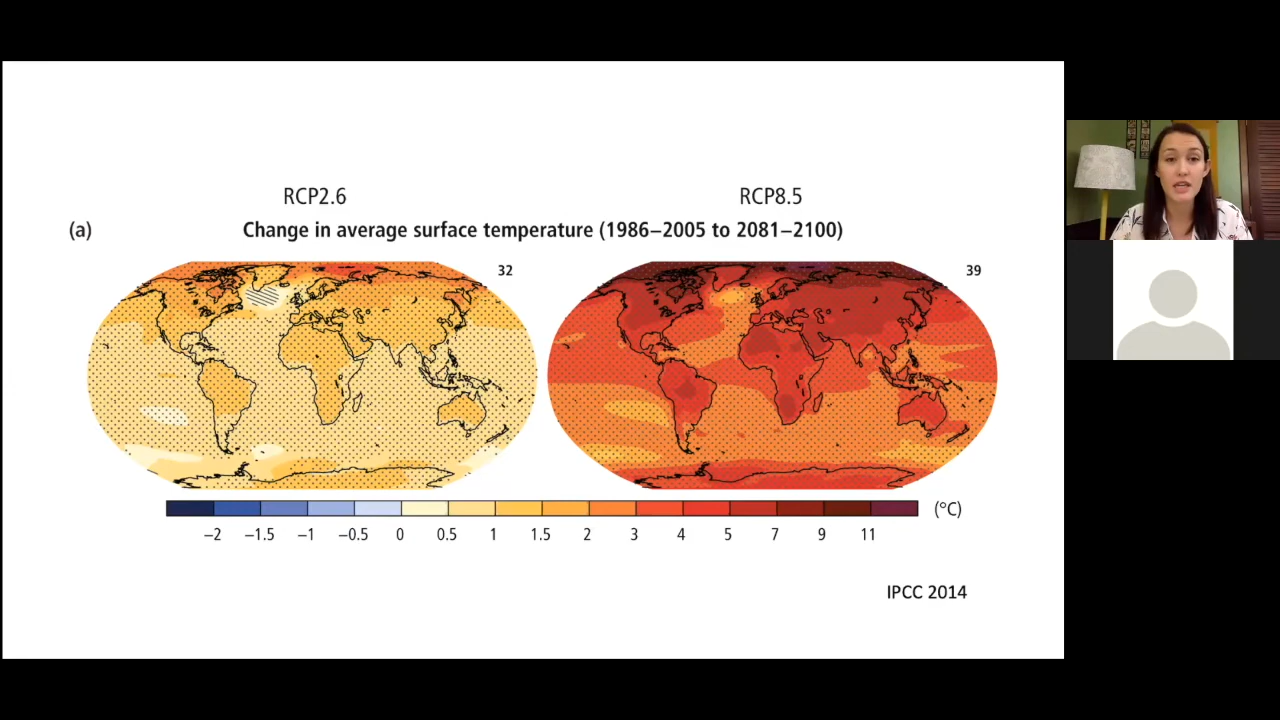 RCP2.6 RCP8.5
(a) Change in average surface temperature (1986–2005 to 2081–2100)
32 39
–2 –1.5 –1 –0.5 0 0.5 1 1.5 2 3 4 5 7 9 11 (°C)
IPCC 2014